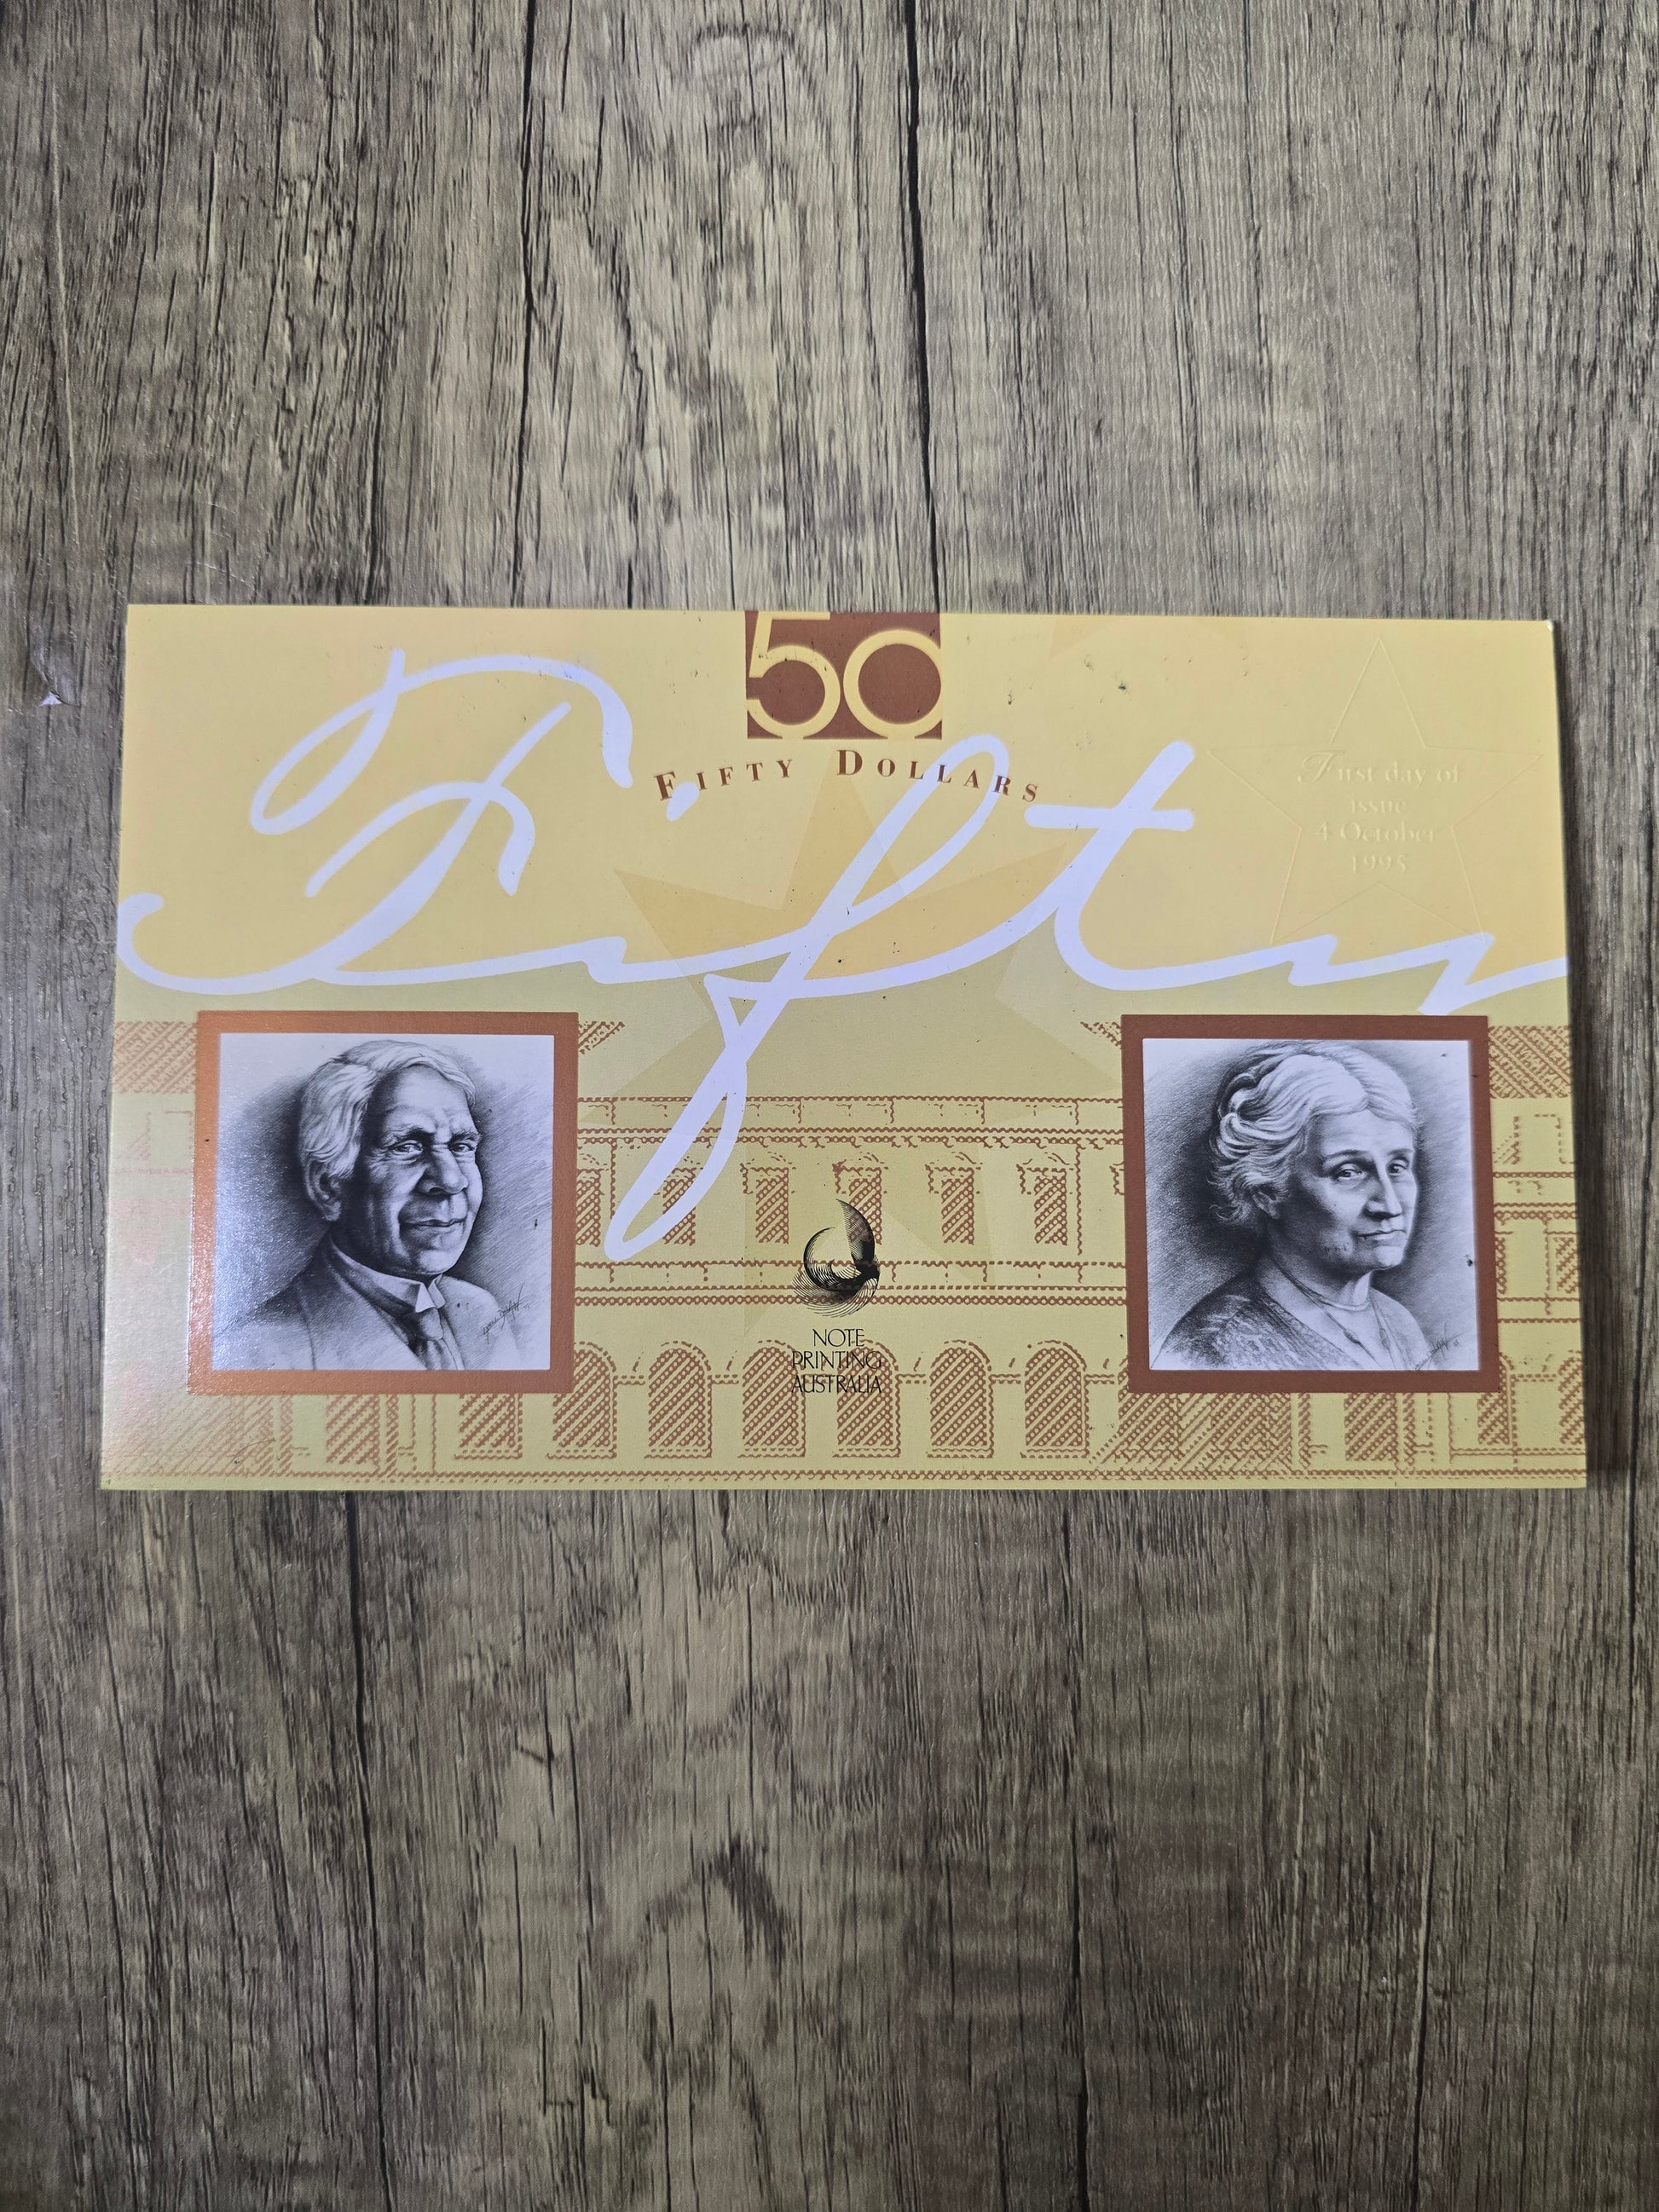 50
FIFTY DOLLARS
Fifty
First day of
issue
4 October
1995
NOTE
PRINTING
AUSTRALIA